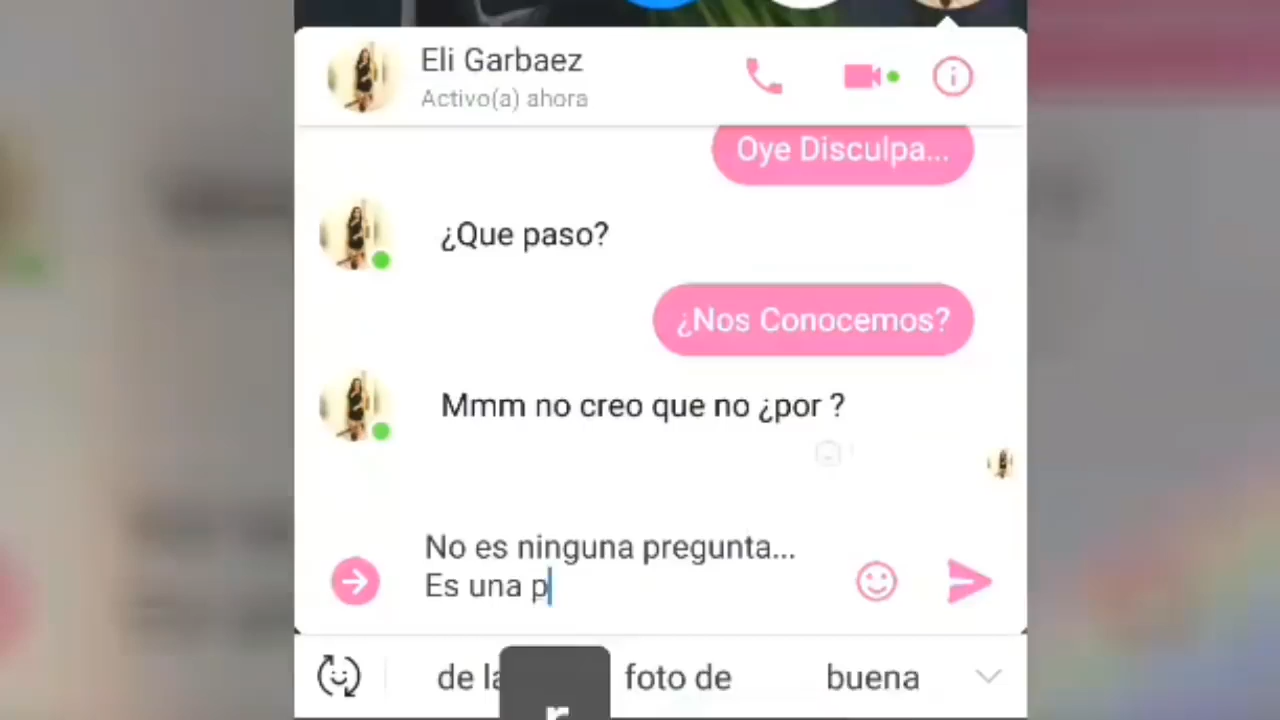 Eli Garbaez
Activo(a) ahora
Oye Disculpa...
¿Que paso?
¿Nos Conocemos?
Mmm no creo que no ¿por ?
No es ninguna pregunta...
Es una p
de la foto de buena
r